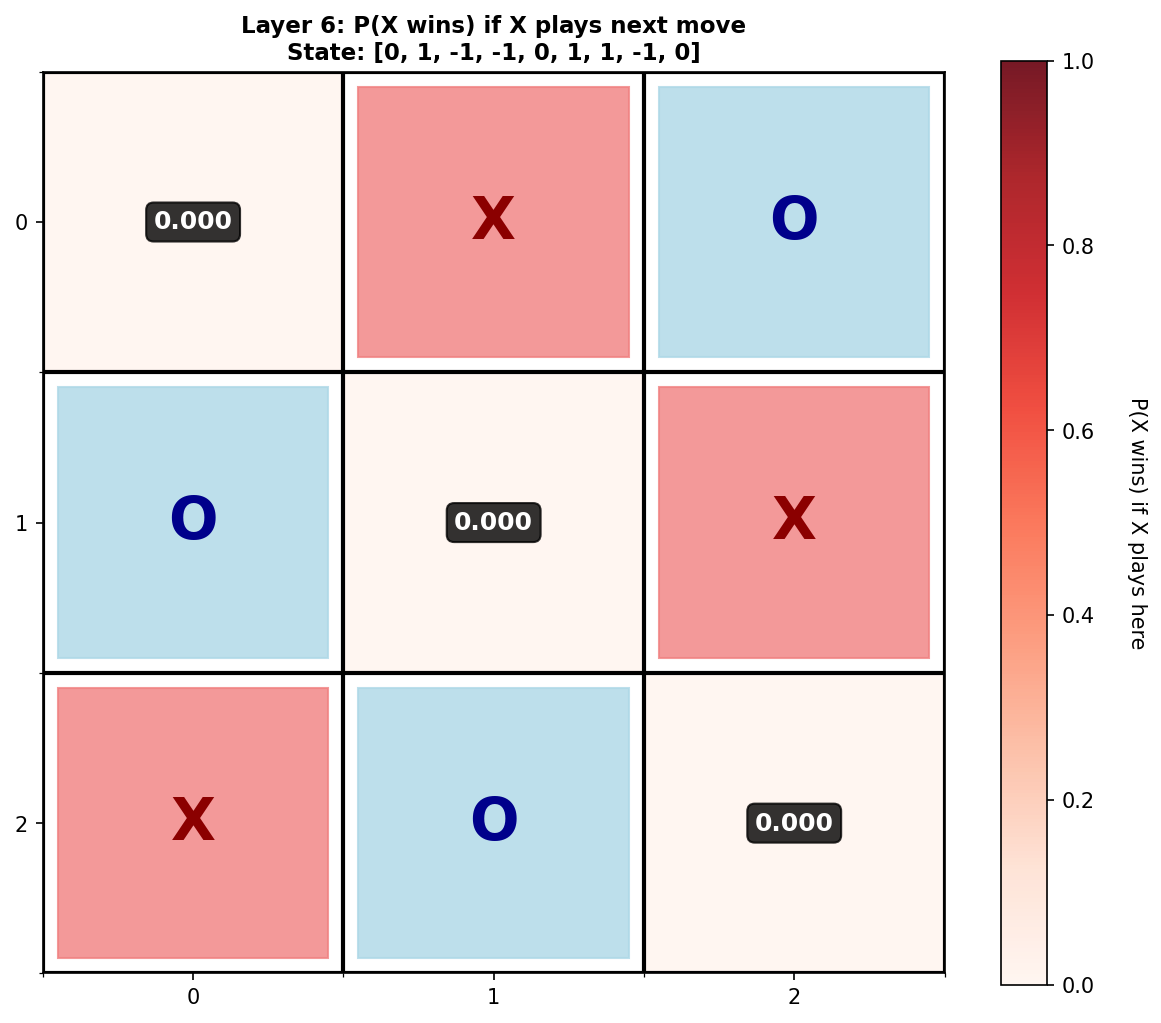 Layer 6: P(X wins) if X plays next move
State: [0, 1, -1, -1, 0, 1, 1, -1, 0]
0
0.000
X
O
1
O
0.000
X
2
X
O
0.000
0
1
2
1.0
0.8
0.6
0.4
0.2
0.0
P(X wins) if X plays here